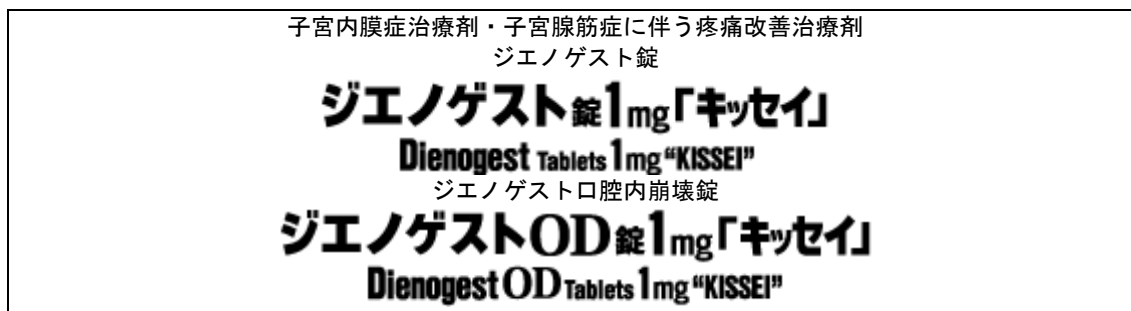 子宮内膜症治療剤・子宮腺筋症に伴う疼痛改善治療剤
ジエノゲスト錠
ジエノゲスト錠1mg「キッセイ」
Dienogest Tablets 1mg “KISSEI”
ジエノゲスト口腔内崩壊錠
ジエノゲストOD錠1mg「キッセイ」
Dienogest OD Tablets 1mg “KISSEI”